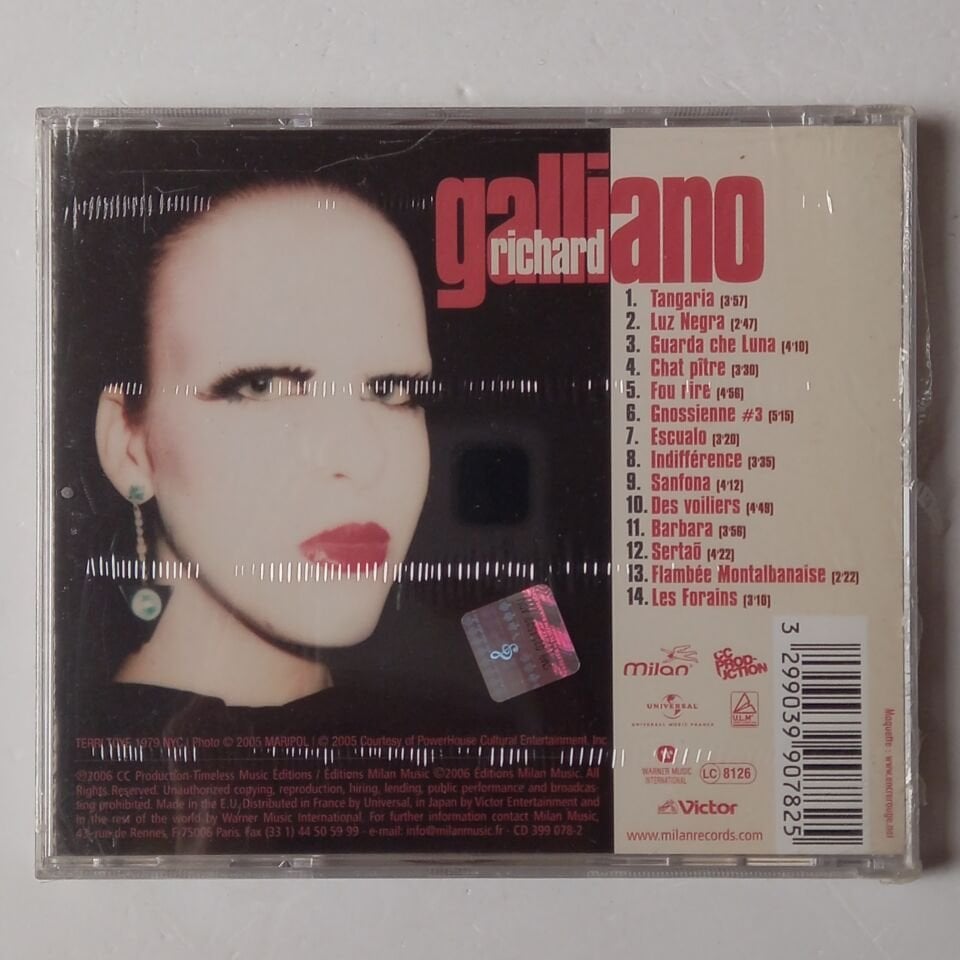 galliano
richard
1. Tangaria [3'57]
2. Luz Negra [2'47]
3. Guarda che Luna [4'10]
4. Chat pître [3'30]
5. Fou rire [4'56]
6. Gnossienne #3 [5'15]
7. Escualo [3'20]
8. Indifférence [3'35]
9. Sanfona [4'12]
10. Des voiliers [4'49]
11. Barbara [3'56]
12. Sertaõ [4'22]
13. Flambée Montalbanaise [2'22]
14. Les Forains [3'10]
milan
CC PROD-UCTION
UNIVERSAL
UNIVERSAL MUSIC FRANCE
U.L.M
WARNER MUSIC
INTERNATIONAL
LC 8126
Victor
www.milanrecords.com
3 299039 907825
Maquette : www.encrerouge.net
TERRI TOYE 1979 NYC | Photo © 2005 MARIPOL | © 2005 Courtesy of PowerHouse Cultural Entertainment, Inc
℗2006 CC Production-Timeless Music Editions / Éditions Milan Music ©2006 Éditions Milan Music. All
Rights Reserved. Unauthorized copying, reproduction, hiring, lending, public performance and broadcas-
ting prohibited. Made in the E.U. Distributed in France by Universal, in Japan by Victor Entertainment and
in the rest of the world by Warner Music International. For further information contact Milan Music,
43, rue de Rennes, F-75006 Paris. Fax (33 1) 44 50 59 99 - e-mail: info@milanmusic.fr - CD 399 078-2